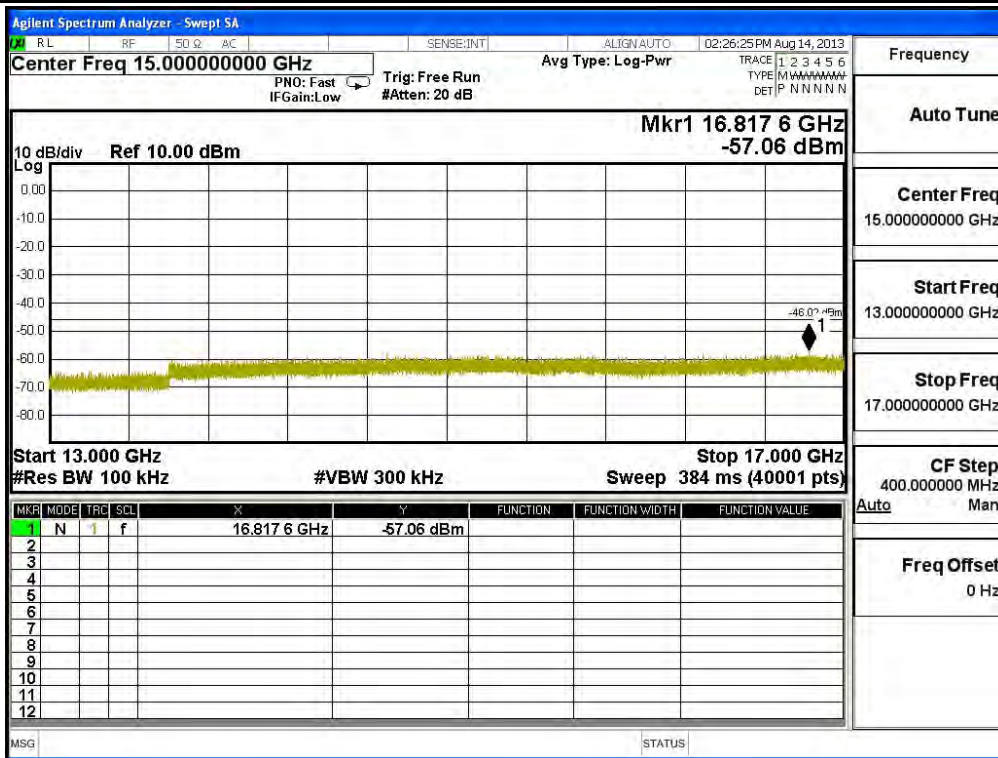 Agilent Spectrum Analyzer - Swept SA
RL RF 50 Ω AC SENSE:INT ALIGN AUTO 02:26:25 PM Aug 14, 2013
Center Freq 15.000000000 GHz
PNO: Fast
IFGain:Low
Trig: Free Run
#Atten: 20 dB
Avg Type: Log-Pwr
TRACE 1 2 3 4 5 6
TYPE M
DET P N N N N N
Mkr1 16.817 6 GHz
-57.06 dBm
10 dB/div Ref 10.00 dBm
Log
0.00
-10.0
-20.0
-30.0
-40.0
-50.0
-60.0
-70.0
-80.0
1
Start 13.000 GHz Stop 17.000 GHz
#Res BW 100 kHz #VBW 300 kHz Sweep 384 ms (40001 pts)
MKR MODE TRC SCL X Y FUNCTION FUNCTION WIDTH FUNCTION VALUE
1 N 1 f 16.817 6 GHz -57.06 dBm
2
3
4
5
6
7
8
9
10
11
12
MSG STATUS
Frequency
Auto Tune
Center Freq
15.000000000 GHz
Start Freq
13.000000000 GHz
Stop Freq
17.000000000 GHz
CF Step
400.000000 MHz
Auto Man
Freq Offset
0 Hz